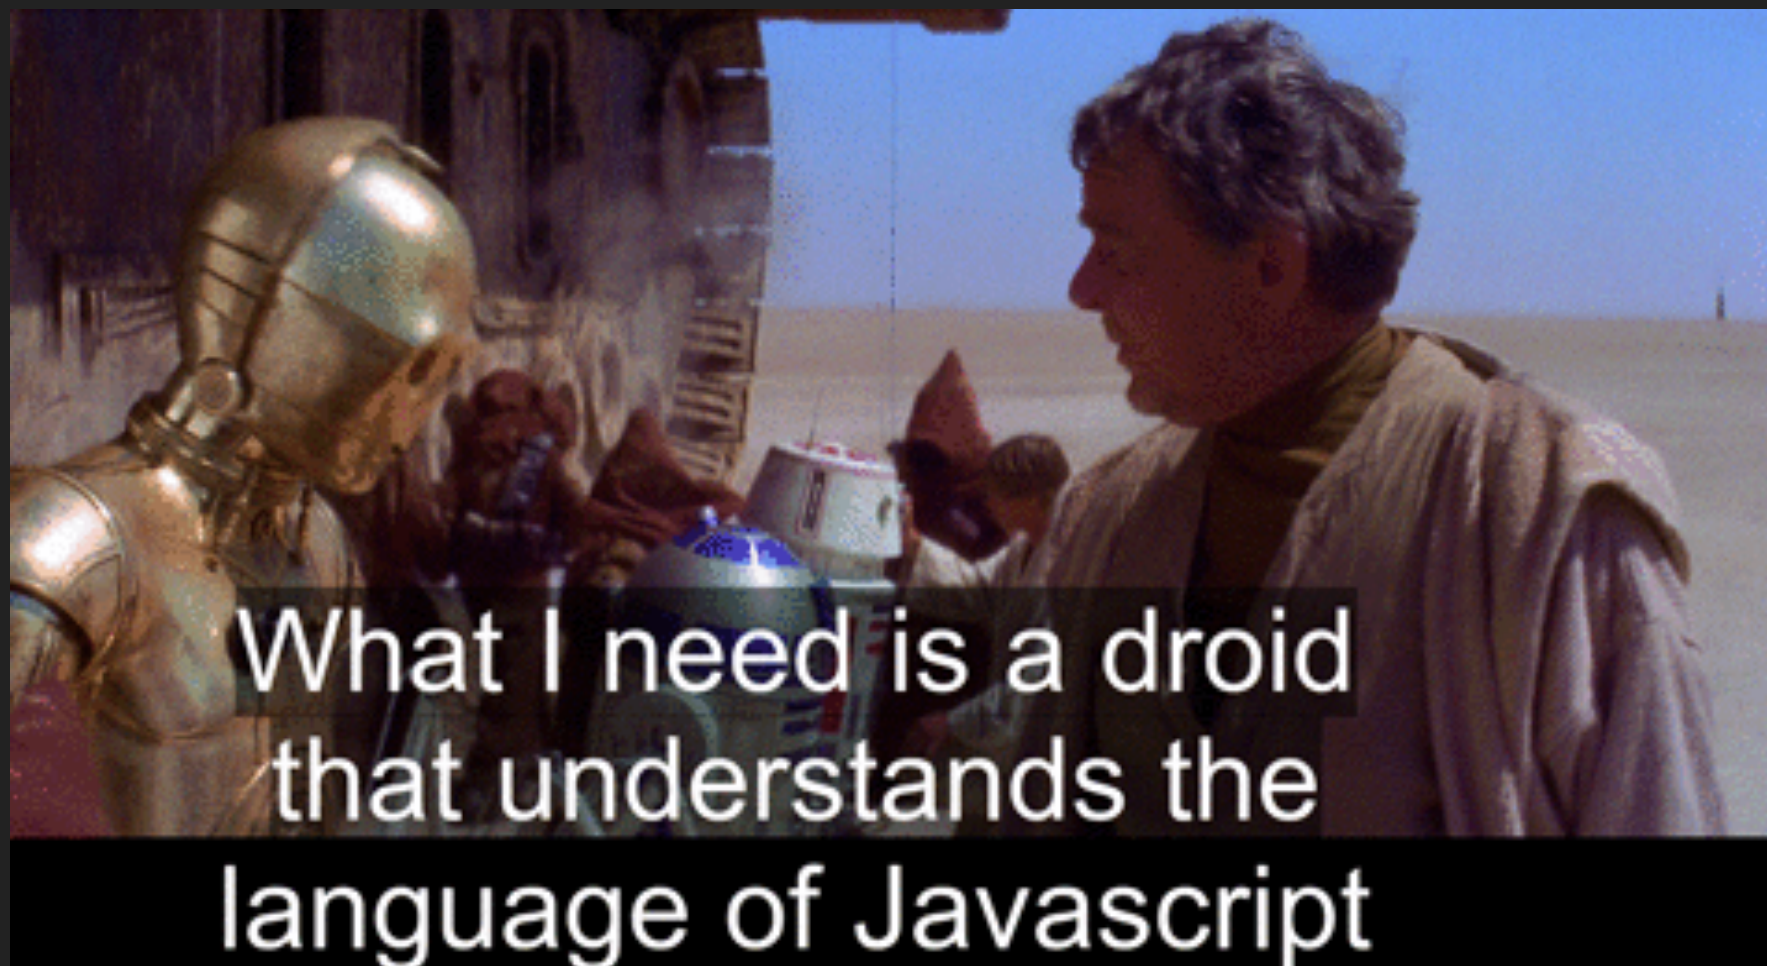 What I need is a droid
that understands the
language of Javascript